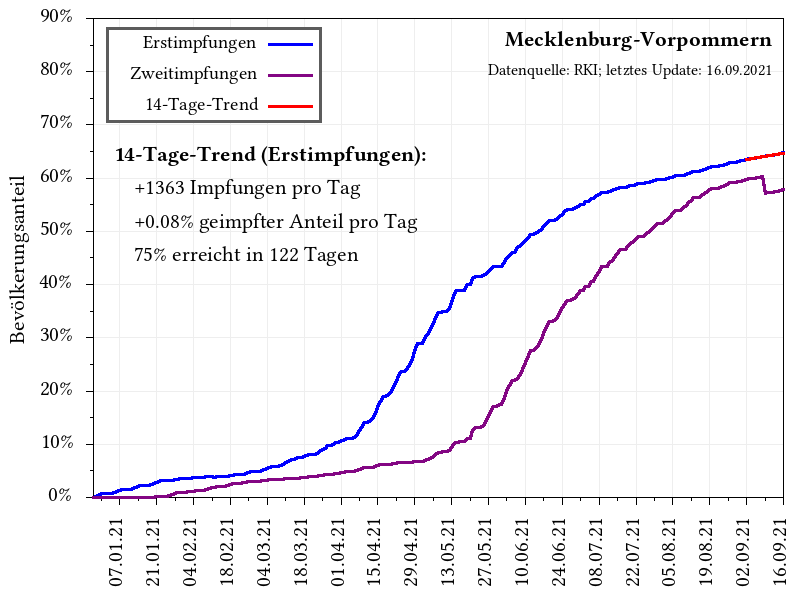 90%
80%
70%
60%
50%
40%
30%
20%
10%
0%
Bevölkerungsanteil
Erstimpfungen
Zweitimpfungen
14-Tage-Trend
Mecklenburg-Vorpommern
Datenquelle: RKI; letztes Update: 16.09.2021
14-Tage-Trend (Erstimpfungen):
+1363 Impfungen pro Tag
+0.08% geimpfter Anteil pro Tag
75% erreicht in 122 Tagen
07.01.21
21.01.21
04.02.21
18.02.21
04.03.21
18.03.21
01.04.21
15.04.21
29.04.21
13.05.21
27.05.21
10.06.21
24.06.21
08.07.21
22.07.21
05.08.21
19.08.21
02.09.21
16.09.21